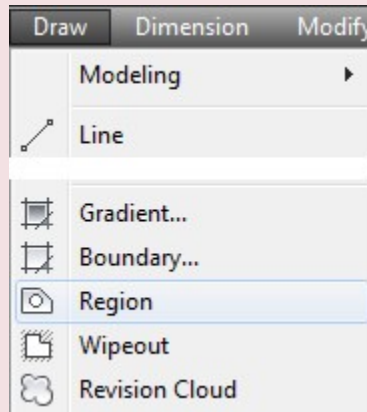 Draw Dimension Modify
Modeling
Line
Gradient...
Boundary...
Region
Wipeout
Revision Cloud